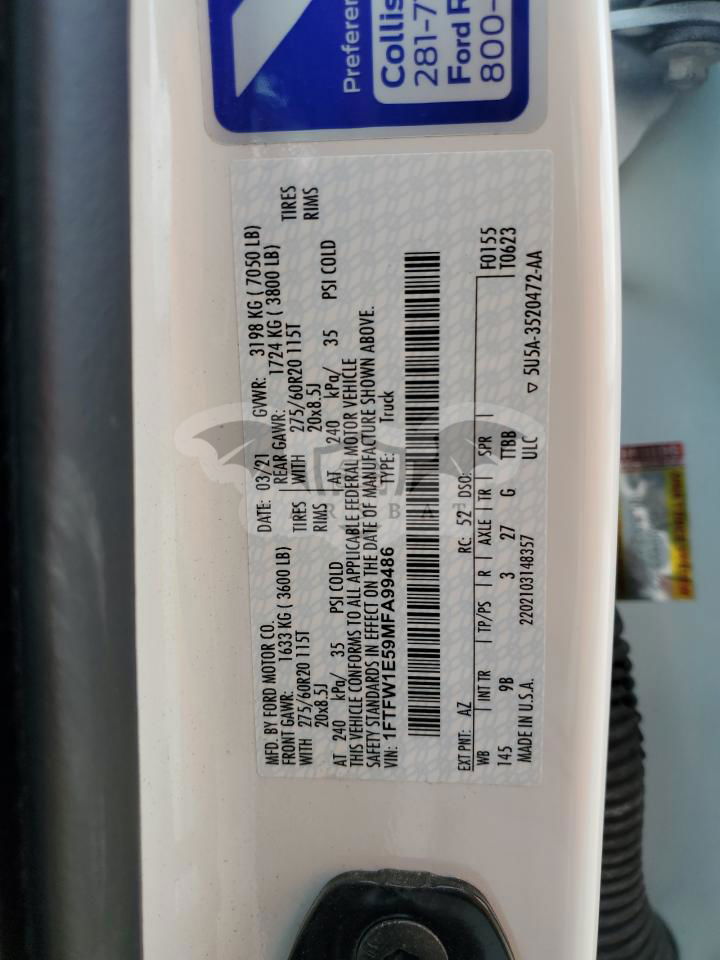 Preferen
Collis
281-7
Ford R
800-
MFD. BY FORD MOTOR CO.
DATE: 03/21 GVWR: 3198 KG ( 7050 LB)
FRONT GAWR: 1633 KG ( 3600 LB) REAR GAWR: 1724 KG ( 3800 LB)
WITH 275/60R20 115T TIRES WITH 275/60R20 115T TIRES
20x8.5J RIMS 20x8.5J RIMS
AT 240 kPa/ 35 PSI COLD AT 240 kPa/ 35 PSI COLD
THIS VEHICLE CONFORMS TO ALL APPLICABLE FEDERAL MOTOR VEHICLE
SAFETY STANDARDS IN EFFECT ON THE DATE OF MANUFACTURE SHOWN ABOVE.
VIN: 1FTFW1E59MFA99486 TYPE: Truck
EXT PNT: AZ RC: 52 DSO:
WB INT TR TP/PS R AXLE TR SPR F0155
145 9B 3 27 G TTBB T0623
MADE IN U.S.A. 2202103148357 ULC ▽ 5U5A-3520472-AA